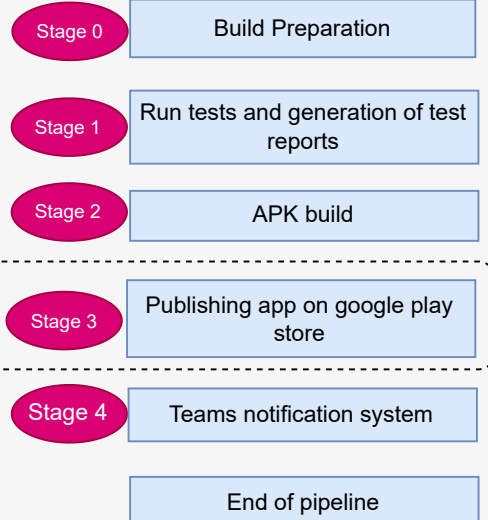 Stage 0
Build Preparation
Stage 1
Run tests and generation of test
reports
Stage 2
APK build
Stage 3
Publishing app on google play
store
Stage 4
Teams notification system
End of pipeline